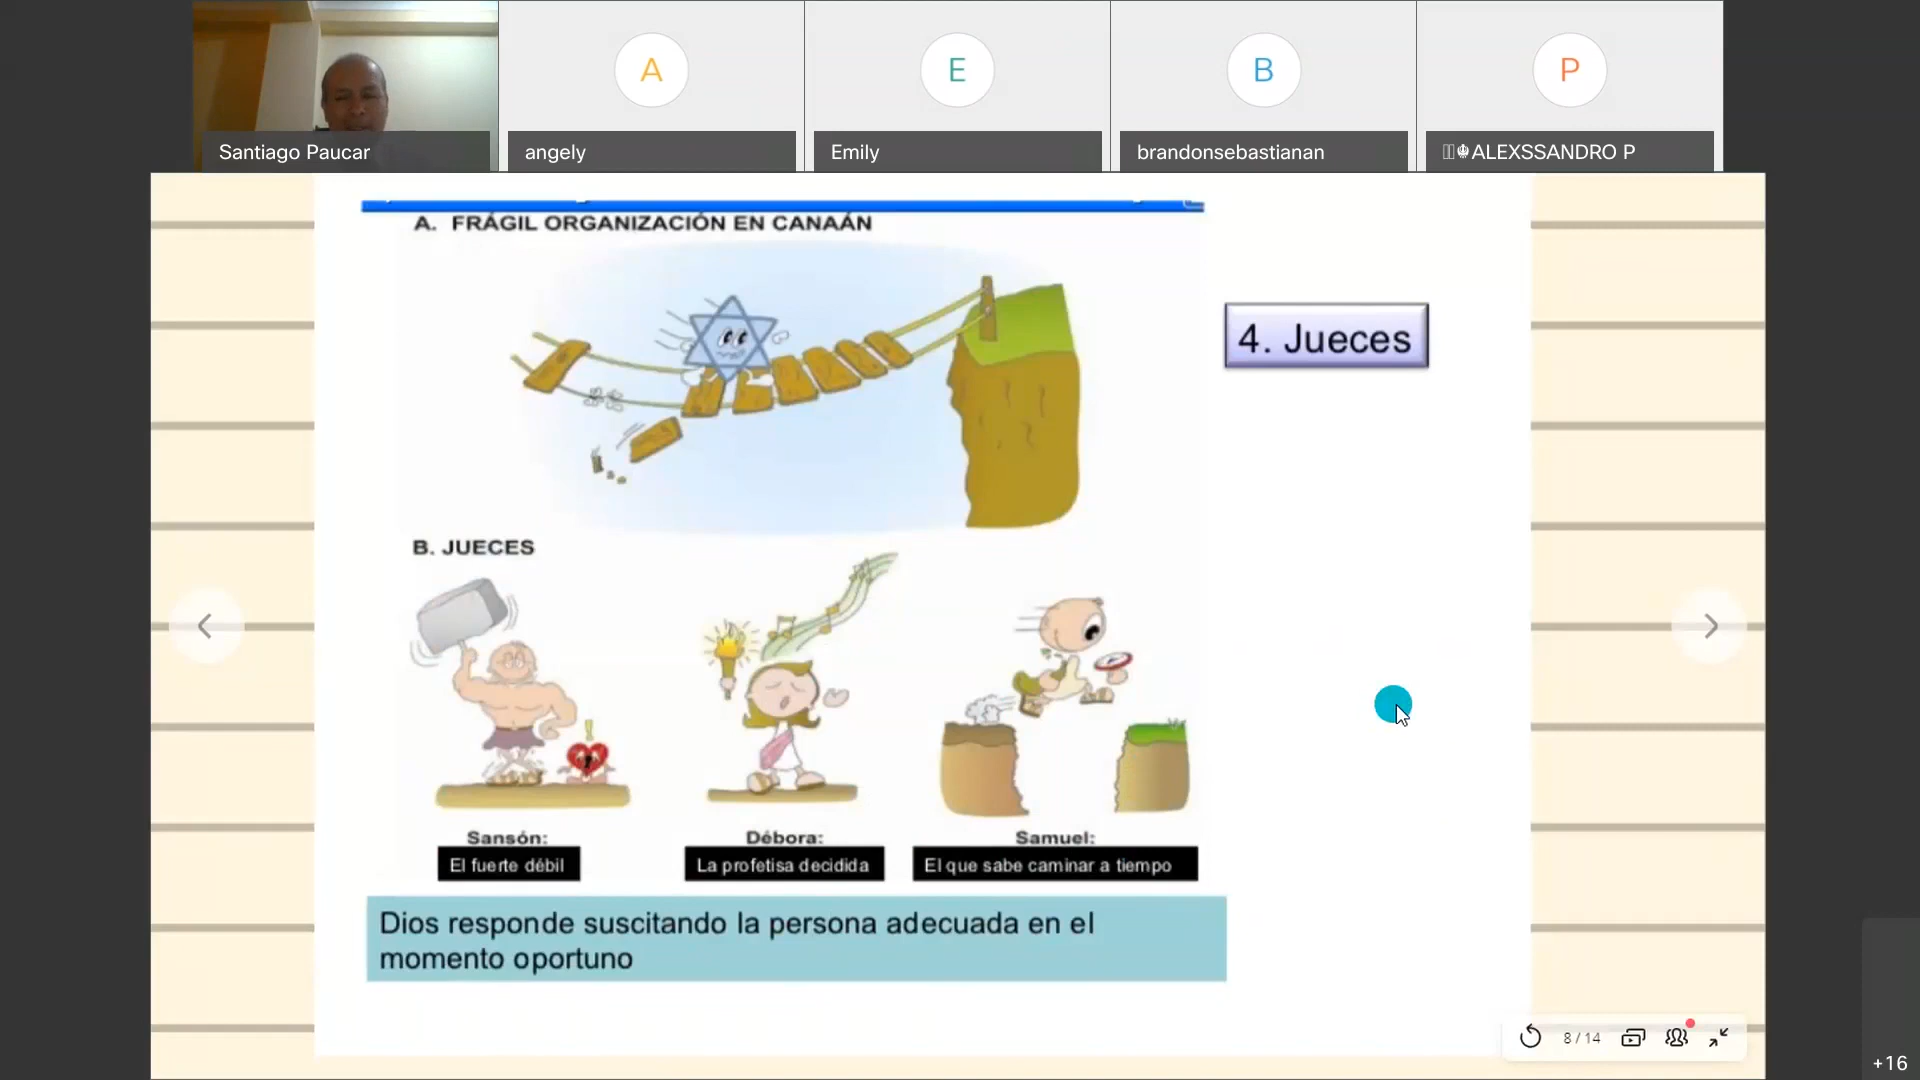 A
E
B
P
Santiago Paucar
angely
Emily
brandonsebastianan
ALEXSSANDRO P
A. FRÁGIL ORGANIZACIÓN EN CANAÁN
4. Jueces
B. JUECES
Sansón:
El fuerte débil
Débora:
La profetisa decidida
Samuel:
El que sabe caminar a tiempo
Dios responde suscitando la persona adecuada en el
momento oportuno
8 / 14
+16